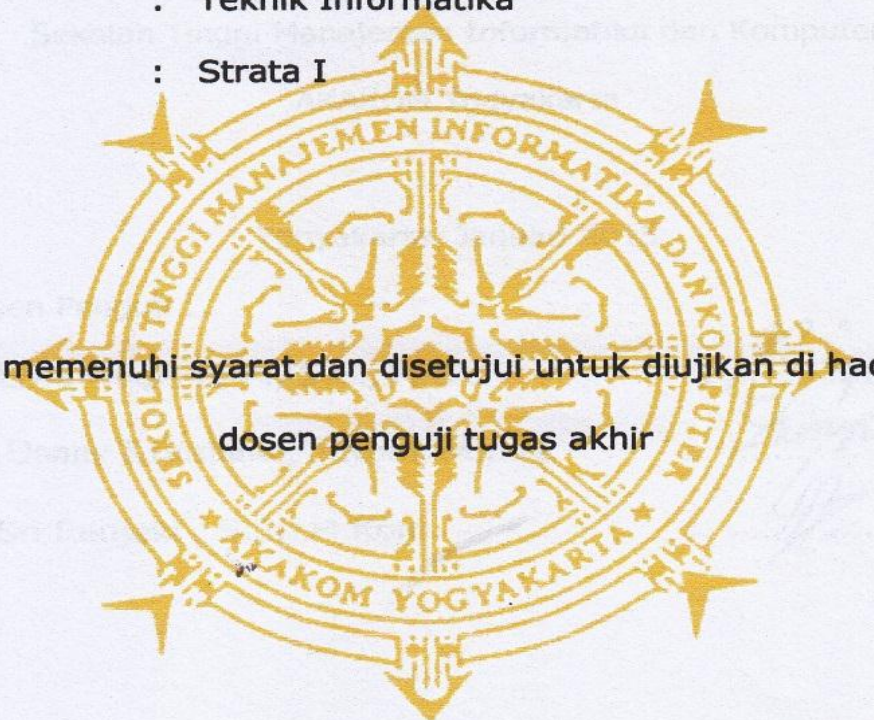 : Teknik Informatika
: Strata I
SEKOLAH TINGGI MANAJEMEN INFORMATIKA DAN KOMPUTER
memenuhi syarat dan disetujui untuk diujikan di
dosen penguji tugas akhir
★ AKAKOM YOGYAKARTA ★